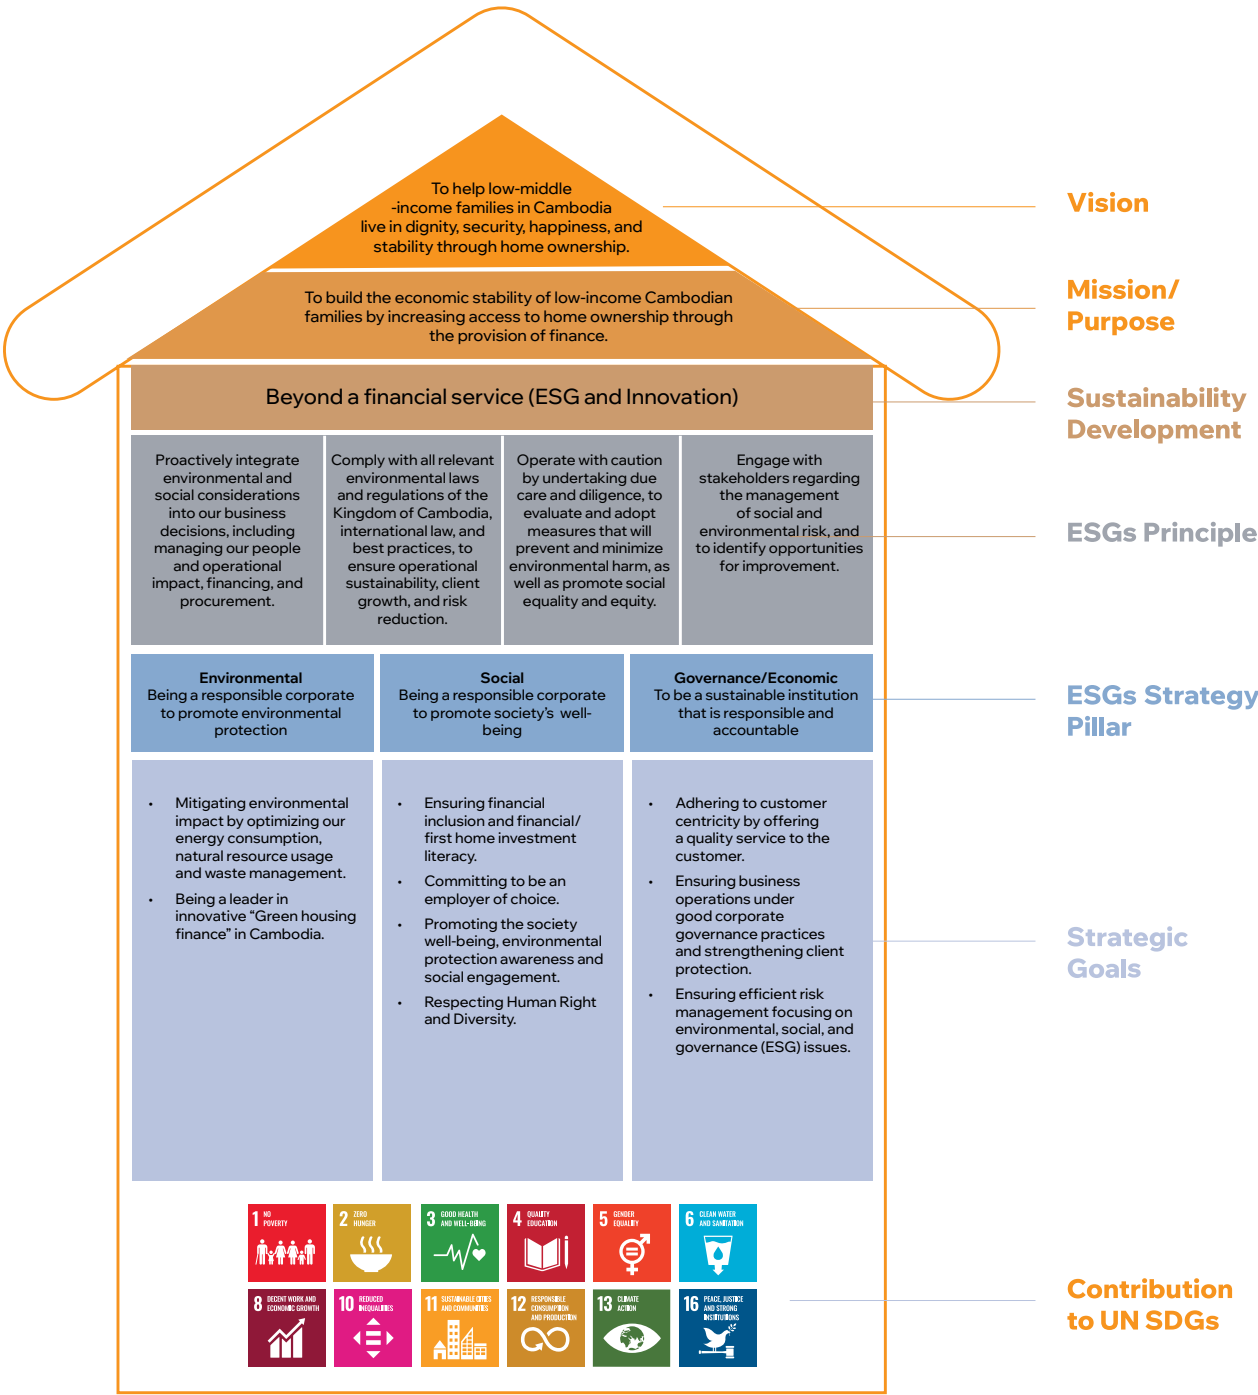 To help low-middle
-income families in Cambodia
live in dignity, security, happiness, and
stability through home ownership.
Vision
To build the economic stability of low-income Cambodian
families by increasing access to home ownership through
the provision of finance.
Mission/
Purpose
Beyond a financial service (ESG and Innovation)
Sustainability
Development
Proactively integrate
environmental and
social considerations
into our business
decisions, including
managing our people
and operational
impact, financing, and
procurement.
Comply with all relevant
environmental laws
and regulations of the
Kingdom of Cambodia,
international law, and
best practices, to
ensure operational
sustainability, client
growth, and risk
reduction.
Operate with caution
by undertaking due
care and diligence, to
evaluate and adopt
measures that will
prevent and minimize
environmental harm, as
well as promote social
equality and equity.
Engage with
stakeholders regarding
the management
of social and
environmental risk, and
to identify opportunities
for improvement.
ESGs Principle
Environmental
Being a responsible corporate
to promote environmental
protection
Social
Being a responsible corporate
to promote society's well-
being
Governance/Economic
To be a sustainable institution
that is responsible and
accountable
ESGs Strategy
Pillar
• Mitigating environmental
impact by optimizing our
energy consumption,
natural resource usage
and waste management.
• Being a leader in
innovative “Green housing
finance” in Cambodia.
• Ensuring financial
inclusion and financial/
first home investment
literacy.
• Committing to be an
employer of choice.
• Promoting the society
well-being, environmental
protection awareness and
social engagement.
• Respecting Human Right
and Diversity.
• Adhering to customer
centricity by offering
a quality service to the
customer.
• Ensuring business
operations under
good corporate
governance practices
and strengthening client
protection.
• Ensuring efficient risk
management focusing on
environmental, social, and
governance (ESG) issues.
Strategic
Goals
1 NO
POVERTY
2 ZERO
HUNGER
3 GOOD HEALTH
AND WELL-BEING
4 QUALITY
EDUCATION
5 GENDER
EQUALITY
6 CLEAN WATER
AND SANITATION
8 DECENT WORK AND
ECONOMIC GROWTH
10 REDUCED
INEQUALITIES
11 SUSTAINABLE CITIES
AND COMMUNITIES
12 RESPONSIBLE
CONSUMPTION
AND PRODUCTION
13 CLIMATE
ACTION
16 PEACE, JUSTICE
AND STRONG
INSTITUTIONS
Contribution
to UN SDGs